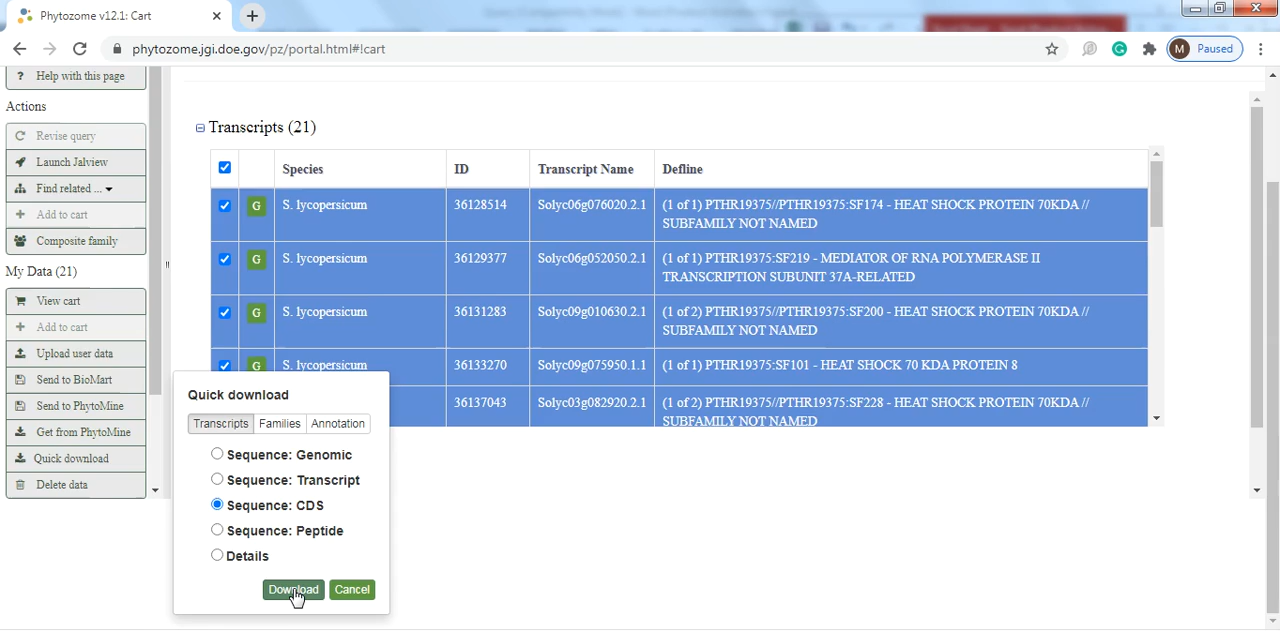 Phytozome v12.1: Cart
phytozome.jgi.doe.gov/pz/portal.html#!cart
M Paused
? Help with this page
Actions
Revise query
Launch Jalview
Find related ...
+ Add to cart
Composite family
My Data (21)
View cart
+ Add to cart
Upload user data
Send to BioMart
Send to PhytoMine
Get from PhytoMine
Quick download
Delete data
Transcripts (21)
Species ID Transcript Name Defline
G S. lycopersicum 36128514 Solyc06g076020.2.1 (1 of 1) PTHR19375//PTHR19375:SF174 - HEAT SHOCK PROTEIN 70KDA //
SUBFAMILY NOT NAMED
G S. lycopersicum 36129377 Solyc06g052050.2.1 (1 of 1) PTHR19375:SF219 - MEDIATOR OF RNA POLYMERASE II
TRANSCRIPTION SUBUNIT 37A-RELATED
G S. lycopersicum 36131283 Solyc09g010630.2.1 (1 of 2) PTHR19375//PTHR19375:SF200 - HEAT SHOCK PROTEIN 70KDA //
SUBFAMILY NOT NAMED
G S. lycopersicum 36133270 Solyc09g075950.1.1 (1 of 1) PTHR19375:SF101 - HEAT SHOCK 70 KDA PROTEIN 8
36137043 Solyc03g082920.2.1 (1 of 2) PTHR19375//PTHR19375:SF228 - HEAT SHOCK PROTEIN 70KDA //
SUBFAMILY NOT NAMED
Quick download
Transcripts Families Annotation
Sequence: Genomic
Sequence: Transcript
Sequence: CDS
Sequence: Peptide
Details
Download Cancel